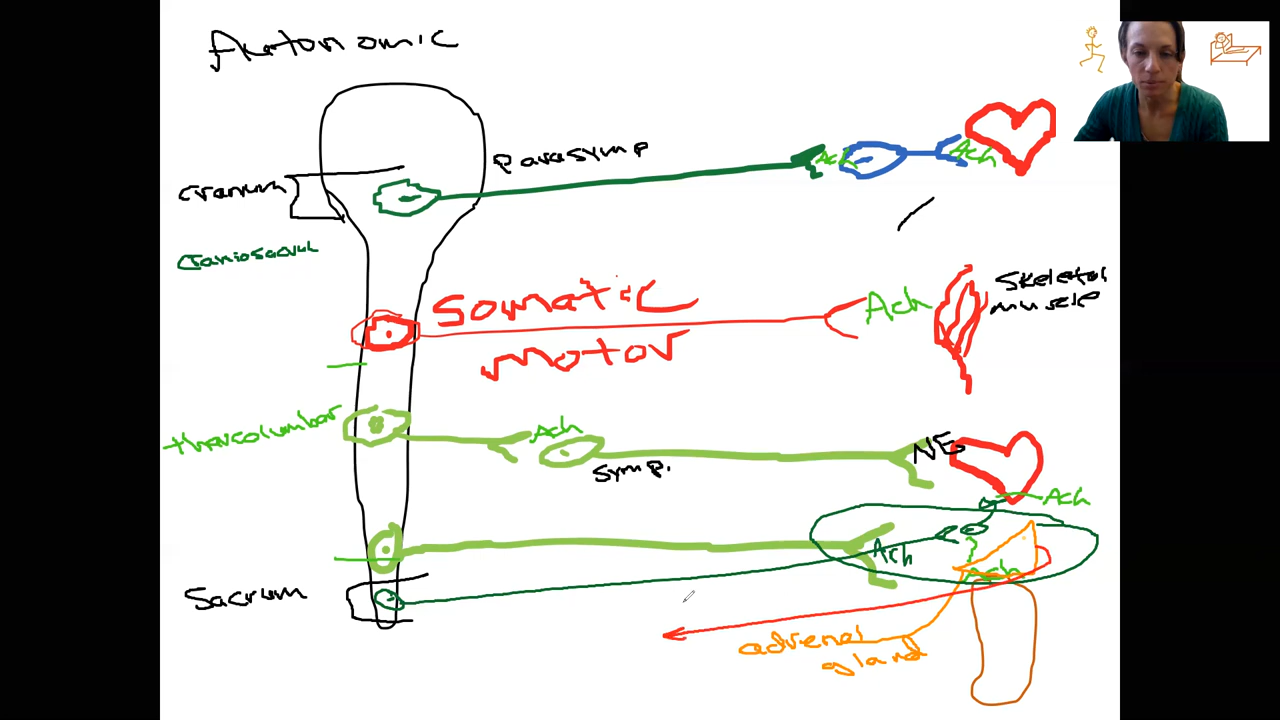 Autonomic
parasymp
Ach
Ach
Cranium
Craniosacral
Somatic
Motor
Ach
Skeletal
muscle
thorcolumbar
Ach
Symp.
NE
Ach
Ach
Ach
Sacrum
adrenal
gland